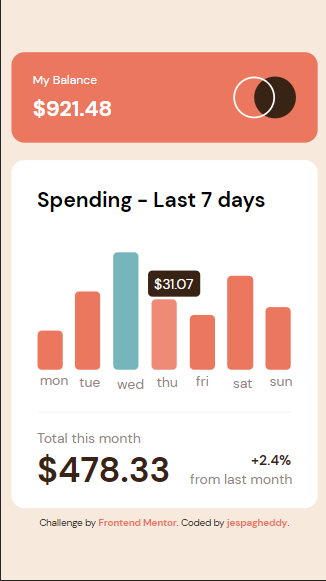 My Balance
$921.48
Spending - Last 7 days
$31.07
mon tue wed thu fri sat sun
Total this month
$478.33
+2.4%
from last month
Challenge by Frontend Mentor. Coded by jespagheddy.